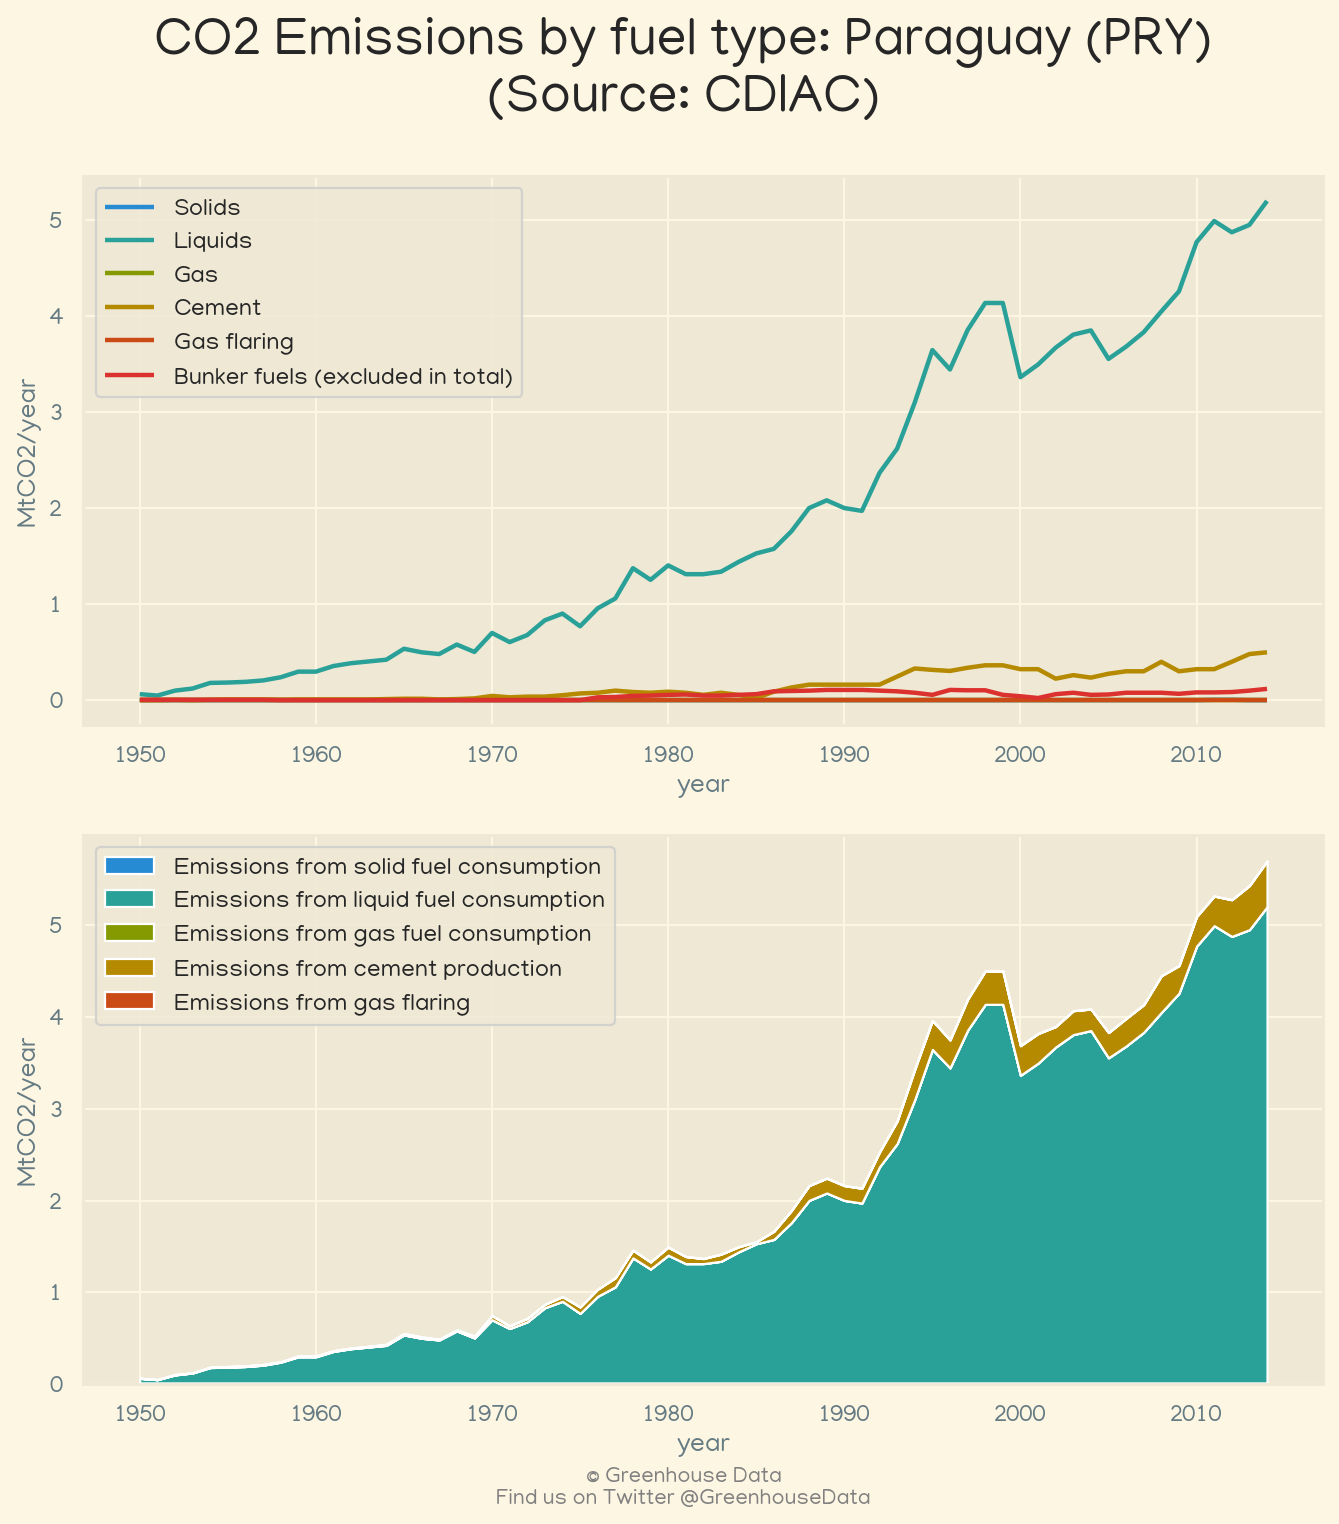 CO2 Emissions by fuel type: Paraguay (PRY)
(Source: CDIAC)
Solids
Liquids
Gas
Cement
Gas flaring
Bunker fuels (excluded in total)
MtCO2/year
5
4
3
2
1
0
1950 1960 1970 1980 1990 2000 2010
year
Emissions from solid fuel consumption
Emissions from liquid fuel consumption
Emissions from gas fuel consumption
Emissions from cement production
Emissions from gas flaring
MtCO2/year
5
4
3
2
1
0
1950 1960 1970 1980 1990 2000 2010
year
© Greenhouse Data
Find us on Twitter @GreenhouseData